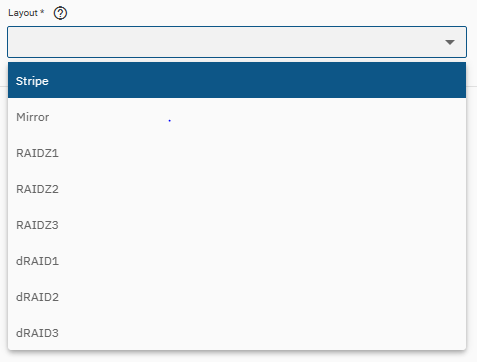 Layout *
Stripe
Mirror
RAIDZ1
RAIDZ2
RAIDZ3
dRAID1
dRAID2
dRAID3